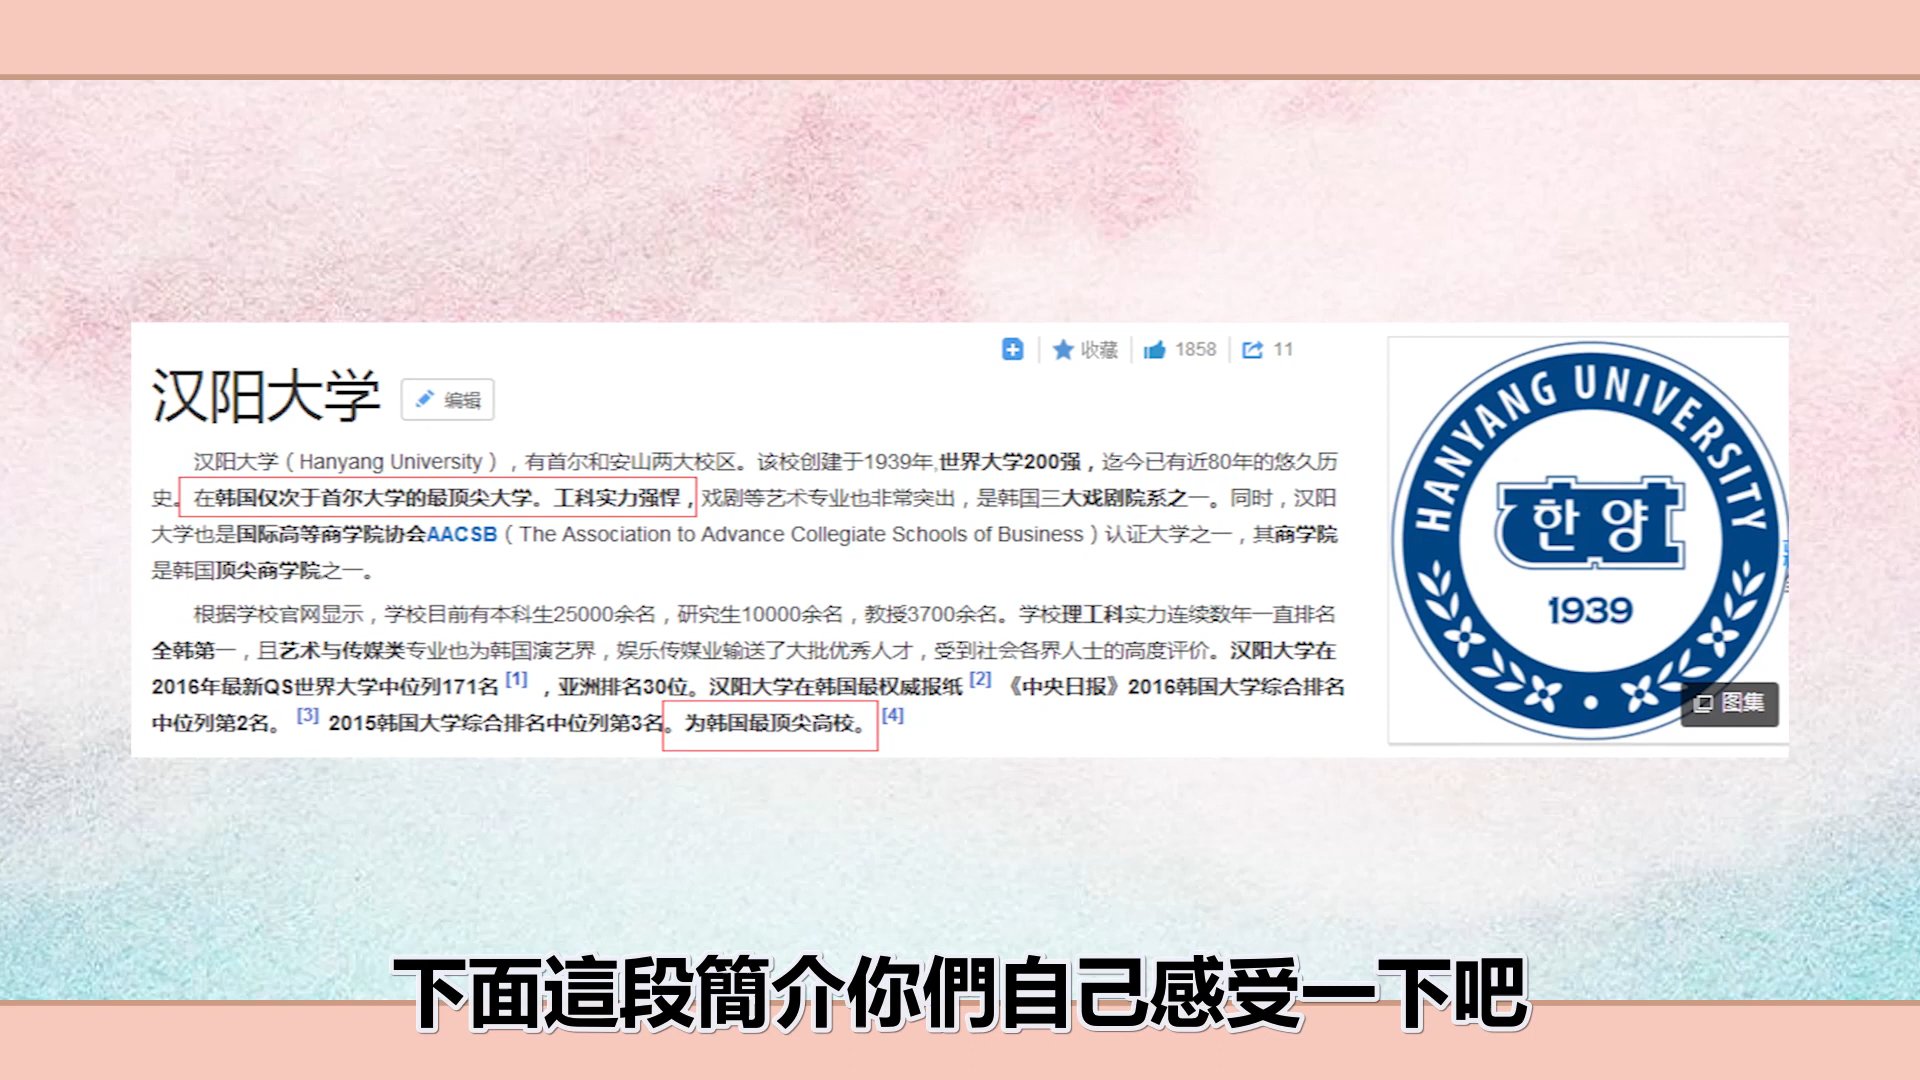 收藏 1858 11
汉阳大学 编辑
汉阳大学（Hanyang University），有首尔和安山两大校区。该校创建于1939年,世界大学200强，迄今已有近80年的悠久历
史。在韩国仅次于首尔大学的最顶尖大学。工科实力强悍，戏剧等艺术专业也非常突出，是韩国三大戏剧院系之一。同时，汉阳
大学也是国际高等商学院协会AACSB（The Association to Advance Collegiate Schools of Business）认证大学之一，其商学院
是韩国顶尖商学院之一。
根据学校官网显示，学校目前有本科生25000余名，研究生10000余名，教授3700余名。学校理工科实力连续数年一直排名
全韩第一，且艺术与传媒类专业也为韩国演艺界，娱乐传媒业输送了大批优秀人才，受到社会各界人士的高度评价。汉阳大学在
2016年最新QS世界大学中位列171名 [1] ，亚洲排名30位。汉阳大学在韩国最权威报纸 [2] 《中央日报》2016韩国大学综合排名
中位列第2名。 [3] 2015韩国大学综合排名中位列第3名。为韩国最顶尖高校。 [4]
HANYANG UNIVERSITY
한양
1939
图集
下面這段簡介你們自己感受一下吧